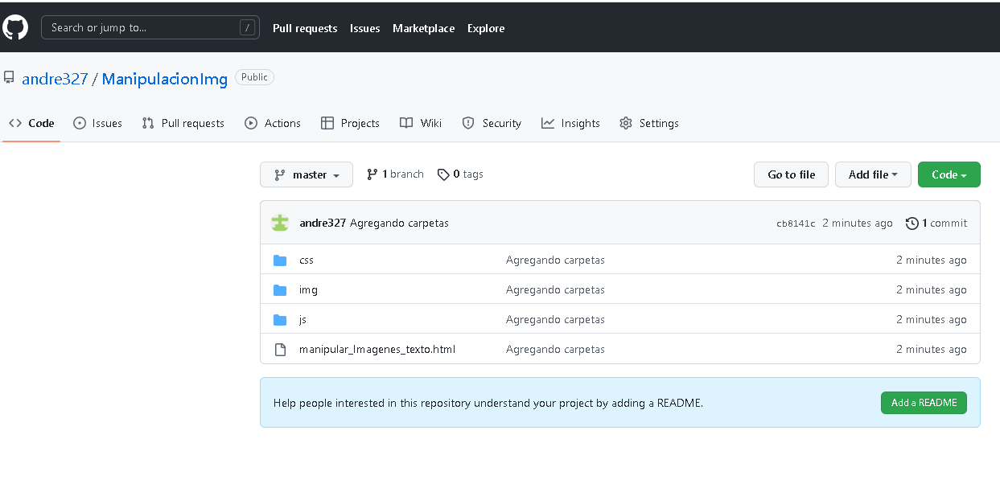 Search or jump to... / Pull requests Issues Marketplace Explore
andre327 / ManipulacionImg Public
Code Issues Pull requests Actions Projects Wiki Security Insights Settings
master 1 branch 0 tags Go to file Add file Code
andre327 Agregando carpetas cb8141c 2 minutes ago 1 commit
css Agregando carpetas 2 minutes ago
img Agregando carpetas 2 minutes ago
js Agregando carpetas 2 minutes ago
manipular_Imagenes_texto.html Agregando carpetas 2 minutes ago
Help people interested in this repository understand your project by adding a README. Add a README